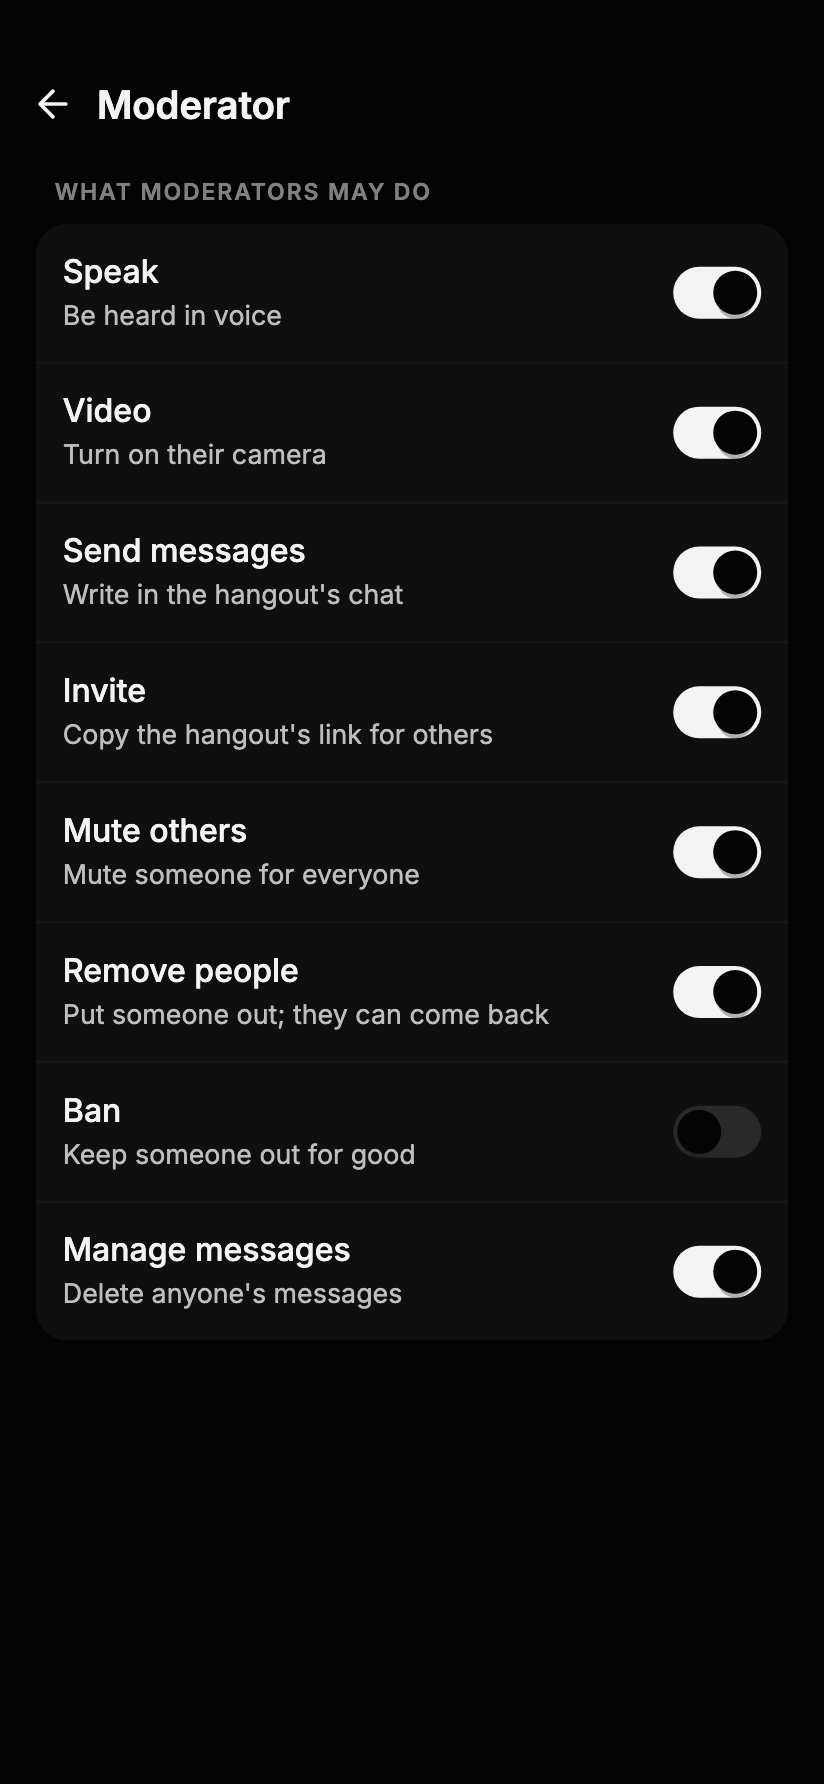 Moderator
WHAT MODERATORS MAY DO
Speak
Be heard in voice
Video
Turn on their camera
Send messages
Write in the hangout's chat
Invite
Copy the hangout's link for others
Mute others
Mute someone for everyone
Remove people
Put someone out; they can come back
Ban
Keep someone out for good
Manage messages
Delete anyone's messages